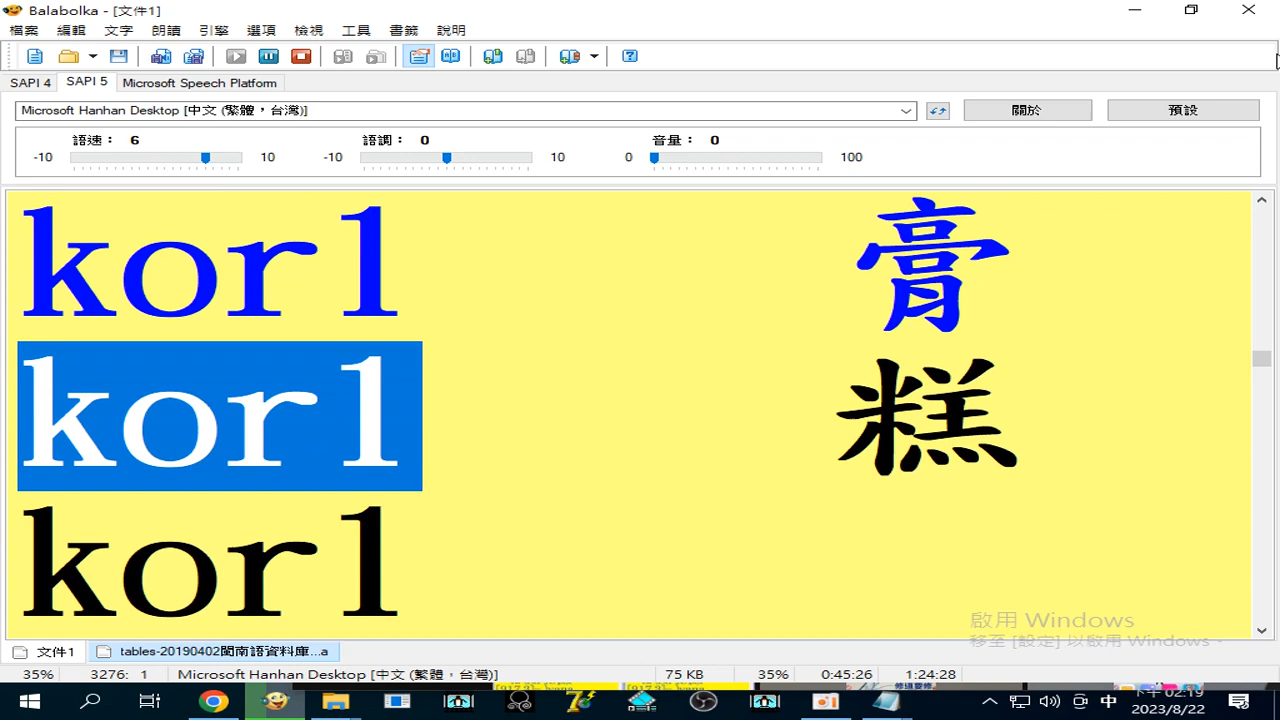 Balabolka - [文件1]
檔案 編輯 文字 朗讀 引擎 選項 檢視 工具 書籤 說明
SAPI 4 SAPI 5 Microsoft Speech Platform
Microsoft Hanhan Desktop [中文 (繁體，台灣)] 關於 預設
語速： 6 語調： 0 音量： 0
-10 10 -10 10 0 100
kor1 膏
kor1 糕
kor1
啟用 Windows
移至 [設定] 以啟用 Windows。
文件1 tables-20190402閩南語資料庫...a
35% 3276: 1 Microsoft Hanhan Desktop [中文 (繁體，台灣)] 75 KB 35% 0:45:26 1:24:28
中 下午 02:19
2023/8/22